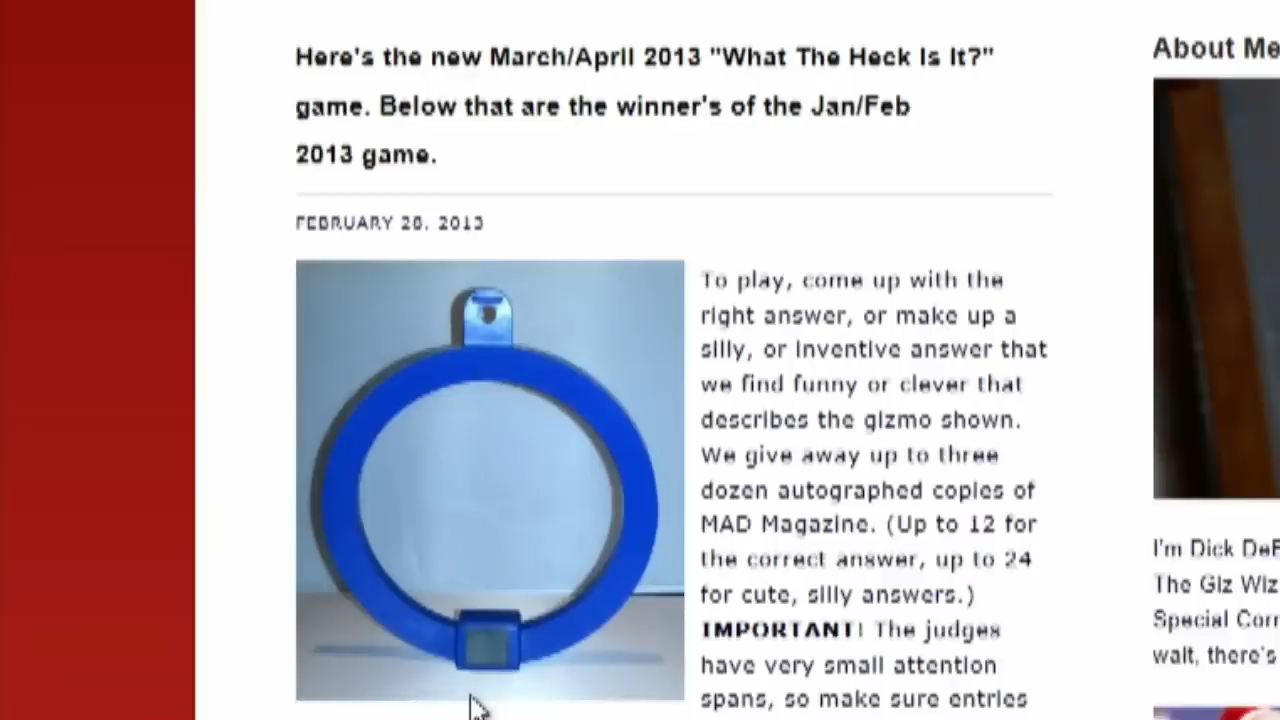 Here's the new March/April 2013 "What The Heck Is It?"
game. Below that are the winner's of the Jan/Feb
2013 game.
FEBRUARY 28, 2013
To play, come up with the
right answer, or make up a
silly, or inventive answer that
we find funny or clever that
describes the gizmo shown.
We give away up to three
dozen autographed copies of
MAD Magazine. (Up to 12 for
the correct answer, up to 24
for cute, silly answers.)
IMPORTANT! The judges
have very small attention
spans, so make sure entries
About Me
I'm Dick DeB
The Giz Wiz
Special Corr
wait, there's